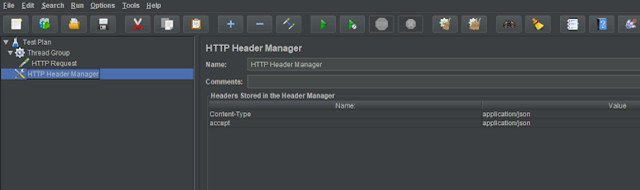 File Edit Search Run Options Tools Help
Test Plan
Thread Group
HTTP Request
HTTP Header Manager
HTTP Header Manager
Name: HTTP Header Manager
Comments:
Headers Stored in the Header Manager
Name: Value
Content-Type application/json
accept application/json